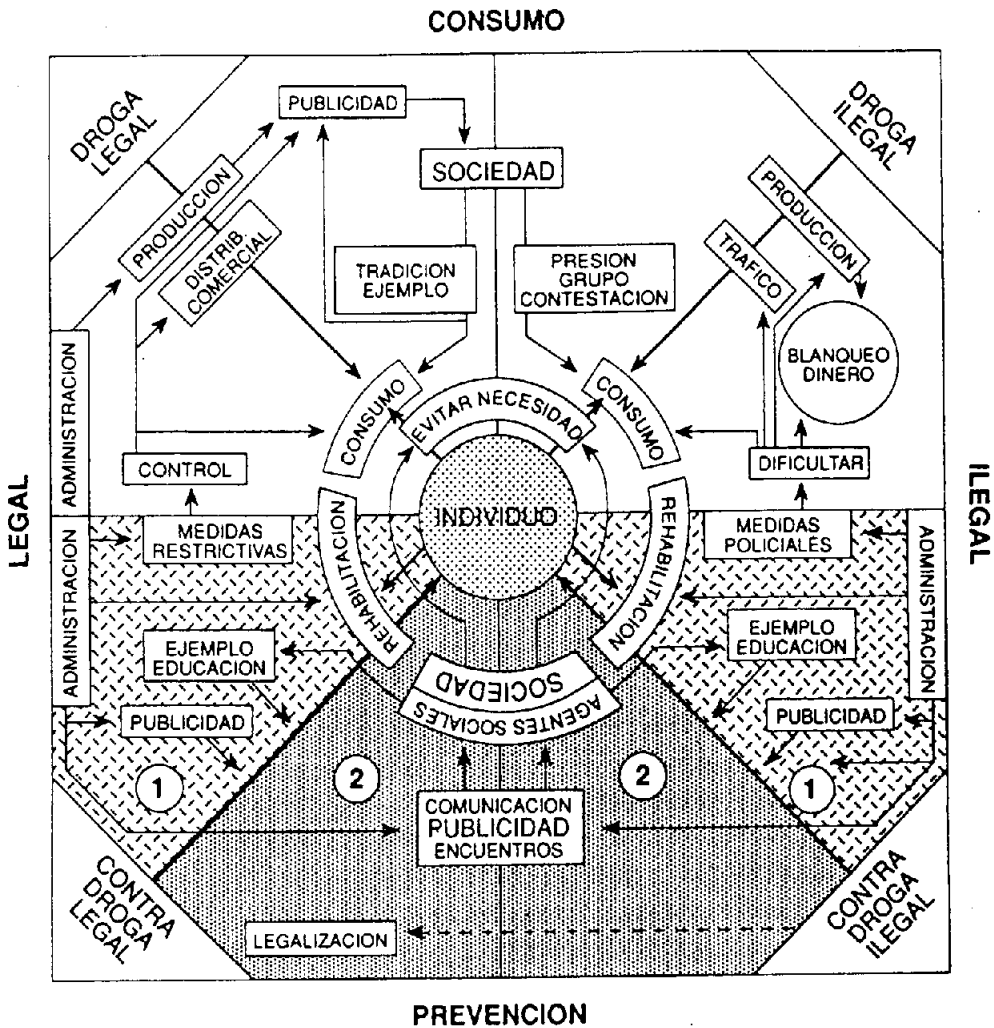 CONSUMO
DROGA
LEGAL
DROGA
ILEGAL
PUBLICIDAD
SOCIEDAD
PRODUCCION
DISTRIB.
COMERCIAL
TRADICION
EJEMPLO
PRESION
GRUPO
CONTESTACION
TRAFICO
PRODUCCION
BLANQUEO
DINERO
CONSUMO
EVITAR NECESIDAD
CONSUMO
ADMINISTRACION
CONTROL
DIFICULTAR
LEGAL
ILEGAL
INDIVIDUO
MEDIDAS
RESTRICTIVAS
REHABILITACION
REHABILITACION
MEDIDAS
POLICIALES
ADMINISTRACION
ADMINISTRACION
EJEMPLO
EDUCACION
EJEMPLO
EDUCACION
SOCIEDAD
AGENTES SOCIALES
PUBLICIDAD
PUBLICIDAD
1
2
2
1
COMUNICACION
PUBLICIDAD
ENCUENTROS
CONTRA
DROGA
LEGAL
CONTRA
DROGA
ILEGAL
LEGALIZACION
PREVENCION